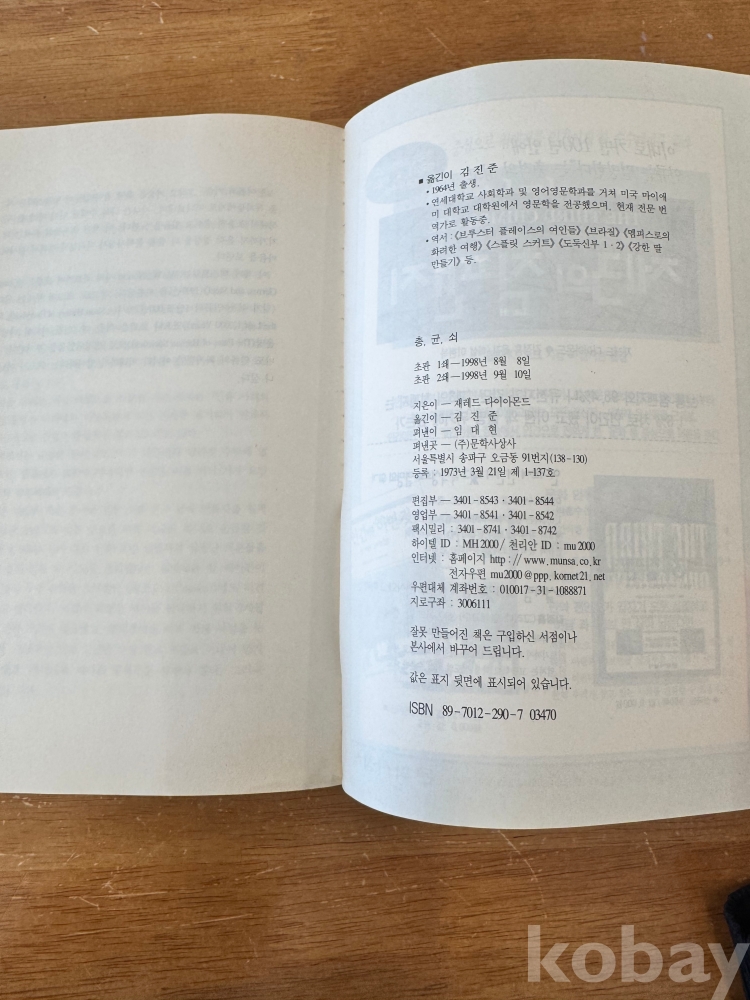 ■ 옮긴이 김진준
• 1964년 출생.
• 연세대학교 사회학과 및 영어영문학과를 거쳐 미국 마이애
미 대학교 대학원에서 영문학을 전공했으며, 현재 전문 번
역가로 활동중.
• 역서 : 《브루스터 플레이스의 여인들》《브라질》《멤피스로의
화려한 여행》《스플릿 스커트》《도둑신부 1·2》《강한 딸
만들기》 등.
총, 균, 쇠
초판 1쇄 — 1998년 8월 8일
초판 2쇄 — 1998년 9월 10일
지은이 — 재레드 다이아몬드
옮긴이 — 김진준
펴낸이 — 임대현
펴낸곳 — (주)문학사상사
서울특별시 송파구 오금동 91번지(138-130)
등록 : 1973년 3월 21일 제 1-137호
편집부 — 3401-8543 · 3401-8544
영업부 — 3401-8541 · 3401-8542
팩시밀리 : 3401-8741 · 3401-8742
하이텔 ID : MH2000/ 천리안 ID : mu2000
인터넷 : 홈페이지 http://www.munsa.co.kr
전자우편 mu2000@ppp.kornet21.net
우편대체 계좌번호 : 010017-31-1088871
지로구좌 : 3006111
잘못 만들어진 책은 구입하신 서점이나
본사에서 바꾸어 드립니다.
값은 표지 뒷면에 표시되어 있습니다.
ISBN 89-7012-290-7 03470
kobay